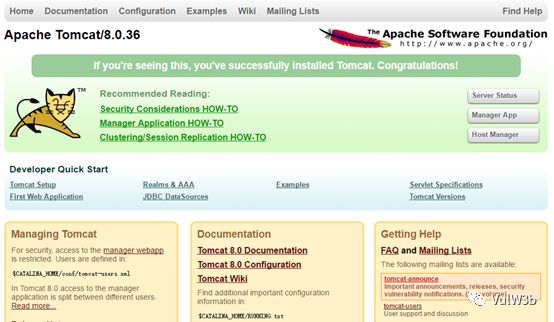 Home Documentation Configuration Examples Wiki Mailing Lists Find Help
Apache Tomcat/8.0.36
The Apache Software Foundation
http://www.apache.org/
If you're seeing this, you've successfully installed Tomcat. Congratulations!
TM
Recommended Reading:
Security Considerations HOW-TO
Manager Application HOW-TO
Clustering/Session Replication HOW-TO
Server Status
Manager App
Host Manager
Developer Quick Start
Tomcat Setup
First Web Application
Realms & AAA
JDBC DataSources
Examples
Servlet Specifications
Tomcat Versions
Managing Tomcat
For security, access to the manager webapp
is restricted. Users are defined in:
$CATALINA_HOME/conf/tomcat-users.xml
In Tomcat 8.0 access to the manager
application is split between different users.
Read more...
Documentation
Tomcat 8.0 Documentation
Tomcat 8.0 Configuration
Tomcat Wiki
Find additional important configuration
information in:
$CATALINA_HOME/RUNNING.txt
Getting Help
FAQ and Mailing Lists
The following mailing lists are available:
tomcat-announce
Important announcements, releases, security
vulnerability notifications.
tomcat-users
User support and discussion
VulW3b